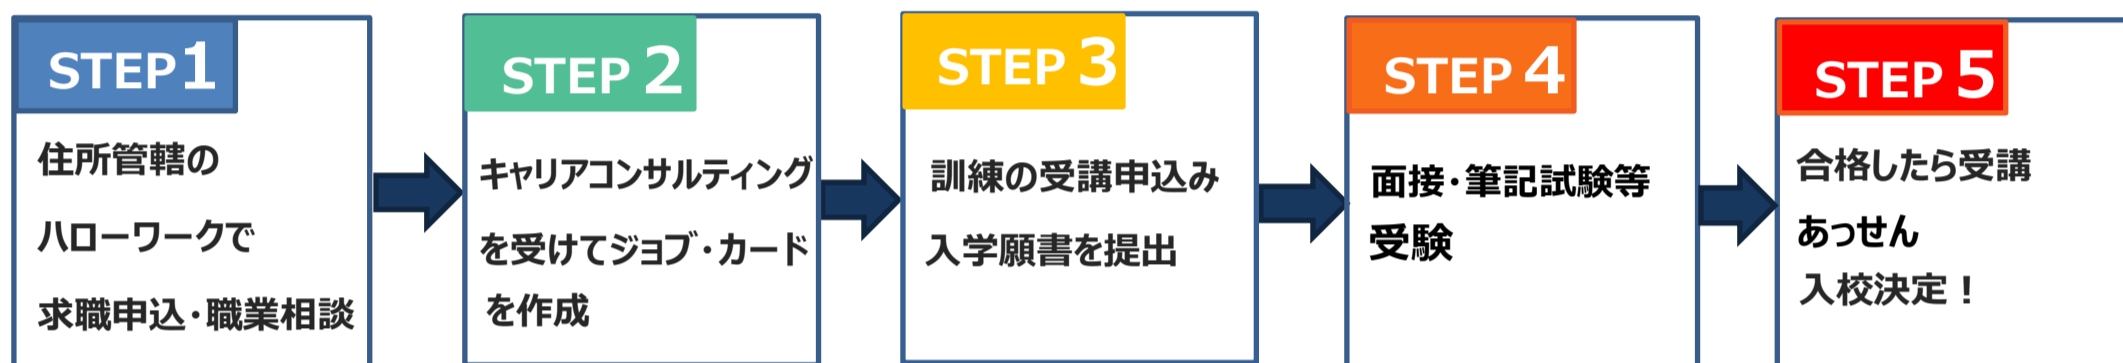 STEP1
住所管轄の
ハローワークで
求職申込・職業相談
STEP 2
キャリアコンサルティング
を受けてジョブ・カード
を作成
STEP 3
訓練の受講申込み
入学願書を提出
STEP 4
面接・筆記試験等
受験
STEP 5
合格したら受講
あっせん
入校決定！